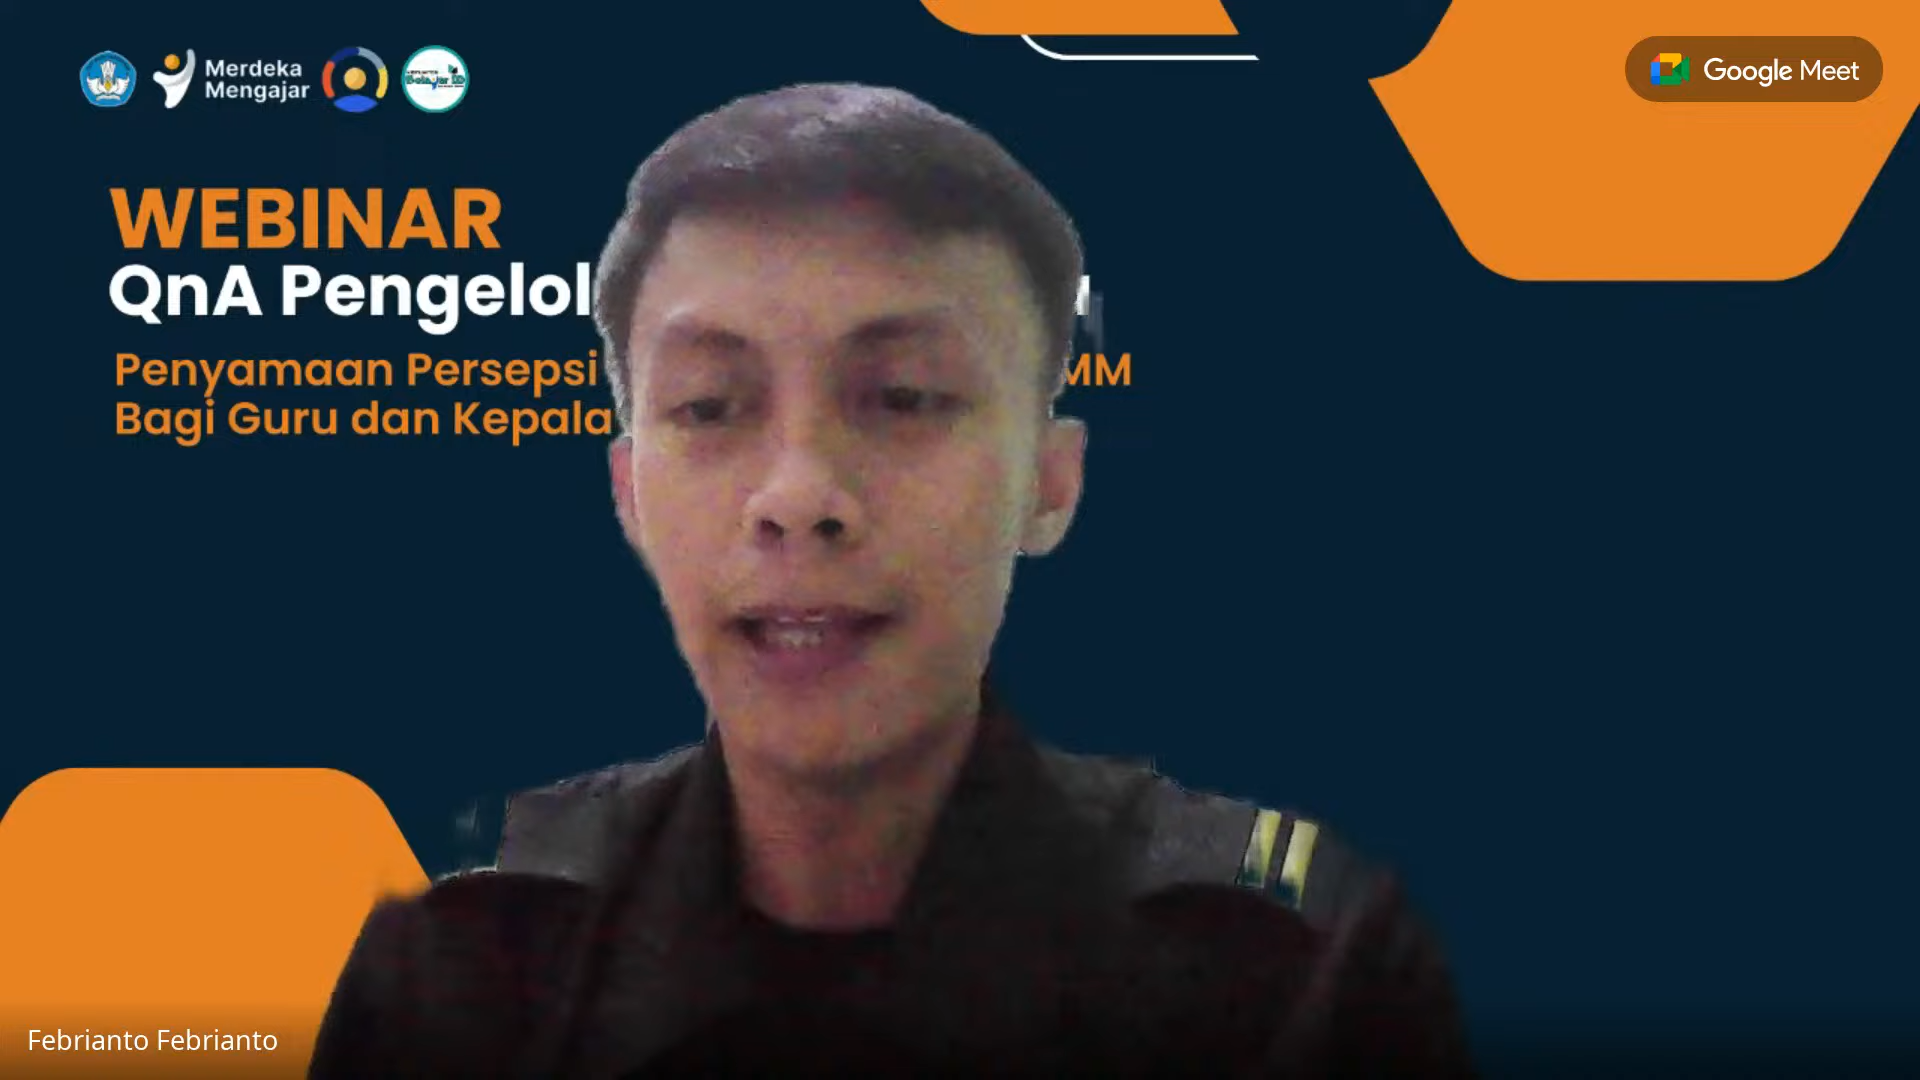 Merdeka
Mengajar
Google Meet
WEBINAR
QnA Pengelol
Penyamaan Persepsi MM
Bagi Guru dan Kepala
Febrianto Febrianto